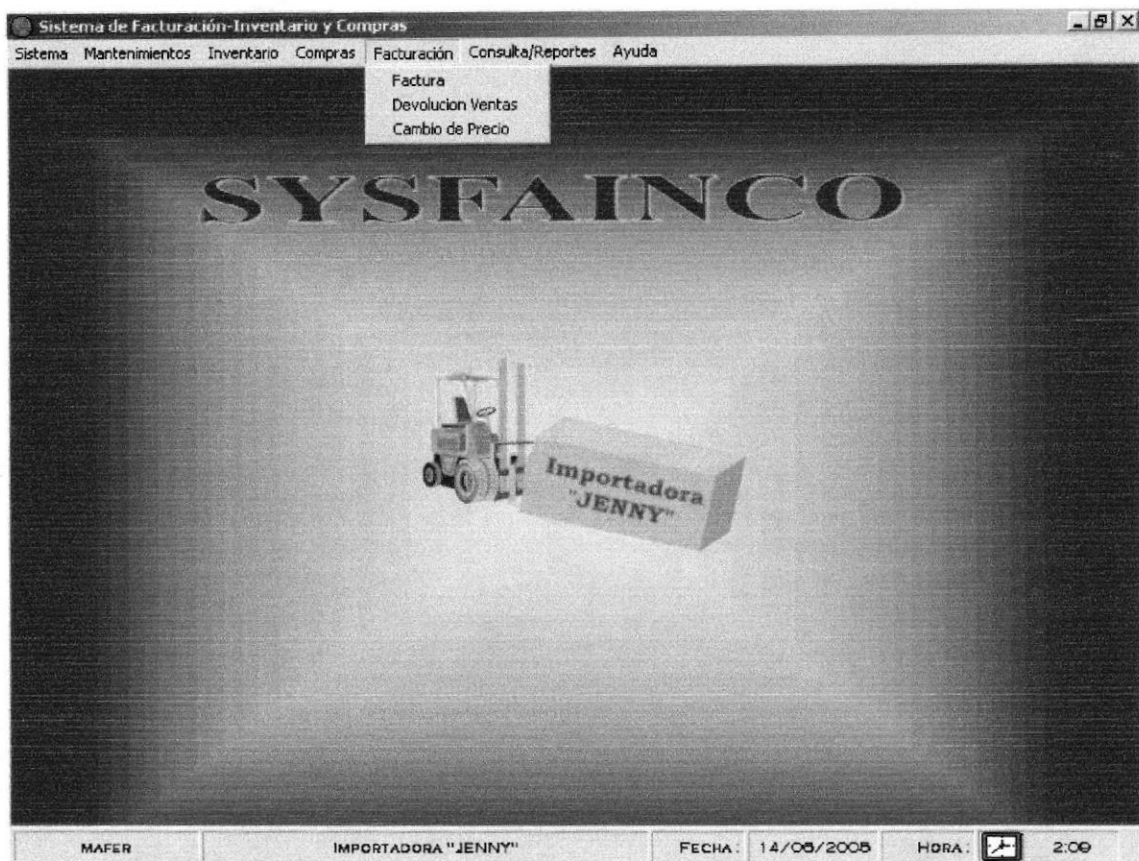 Sistema de Facturación-Inventario y Compras
Sistema Mantenimientos Inventario Compras Facturación Consulta/Reportes Ayuda
Factura
Devolucion Ventas
Cambio de Precio
SYSFAINCO
Importadora
"JENNY"
MAFER IMPORTADORA "JENNY" FECHA: 14/05/2005 HORA: 2:09